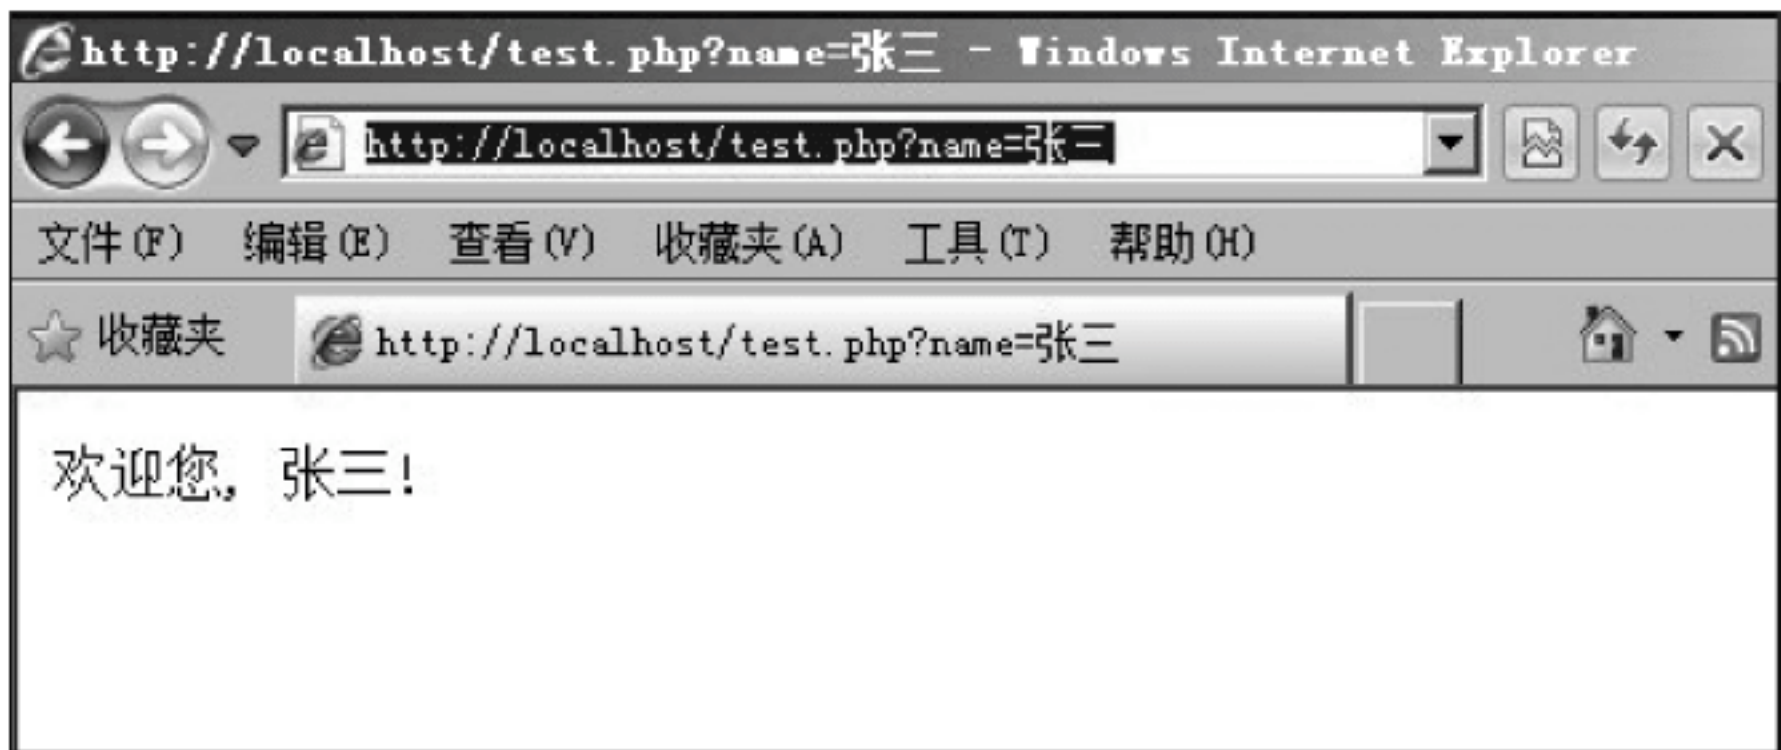 http://localhost/test.php?name=张三 - Windows Internet Explorer
http://localhost/test.php?name=张三
文件(F) 编辑(E) 查看(V) 收藏夹(A) 工具(T) 帮助(H)
收藏夹 http://localhost/test.php?name=张三
欢迎您, 张三!